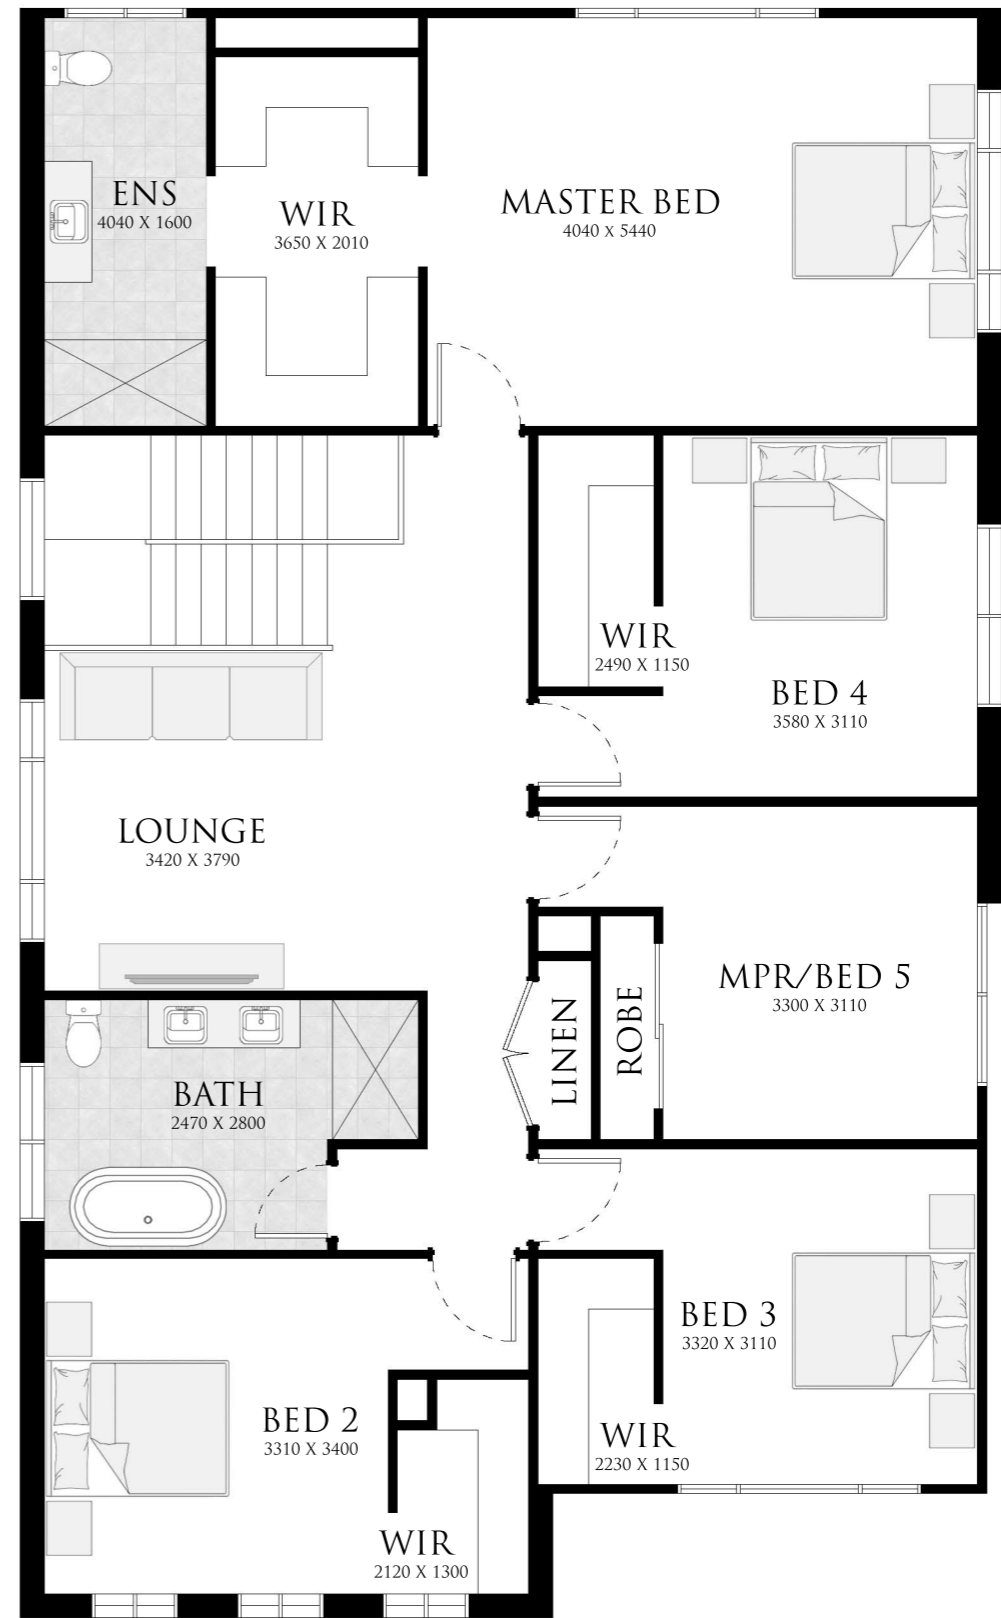 ENS
4040 X 1600
WIR
3650 X 2010
MASTER BED
4040 x 5440
WIR
2490 X 1150
BED 4
3580 X 3110
LOUNGE
3420 X 3790
MPR/BED 5
3300 X 3110
LINEN
ROBE
BATH
2470 X 2800
BED 3
3320 X 3110
BED 2
3310 X 3400
WIR
2230 X 1150
WIR
2120 X 1300